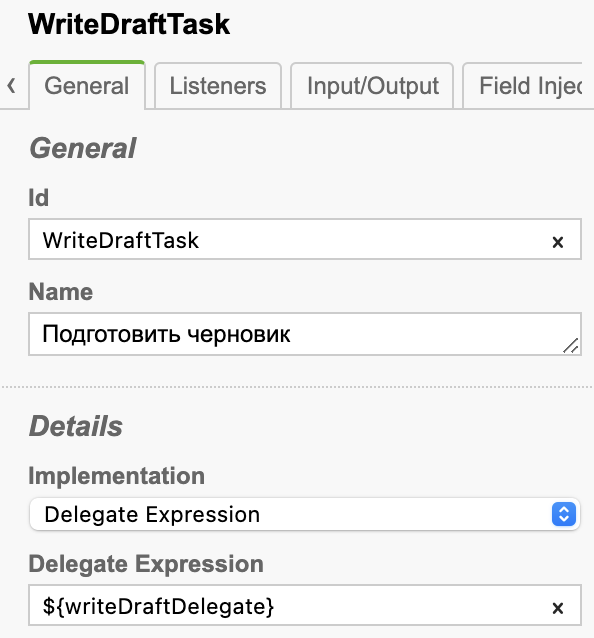 WriteDraftTask
General
Listeners
Input/Output
Field Injec
General
Id
WriteDraftTask
Name
Подготовить черновик
Details
Implementation
Delegate Expression
Delegate Expression
${writeDraftDelegate}